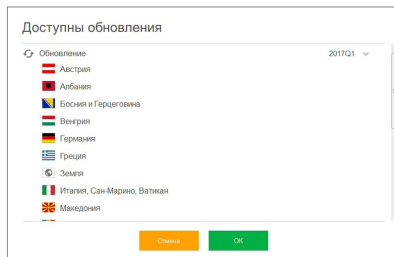 Доступны обновления
Обновление 2017Q1
Австрия
Албания
Босния и Герцеговина
Венгрия
Германия
Греция
Земля
Италия, Сан-Марино, Ватикан
Македония
Отмена OK